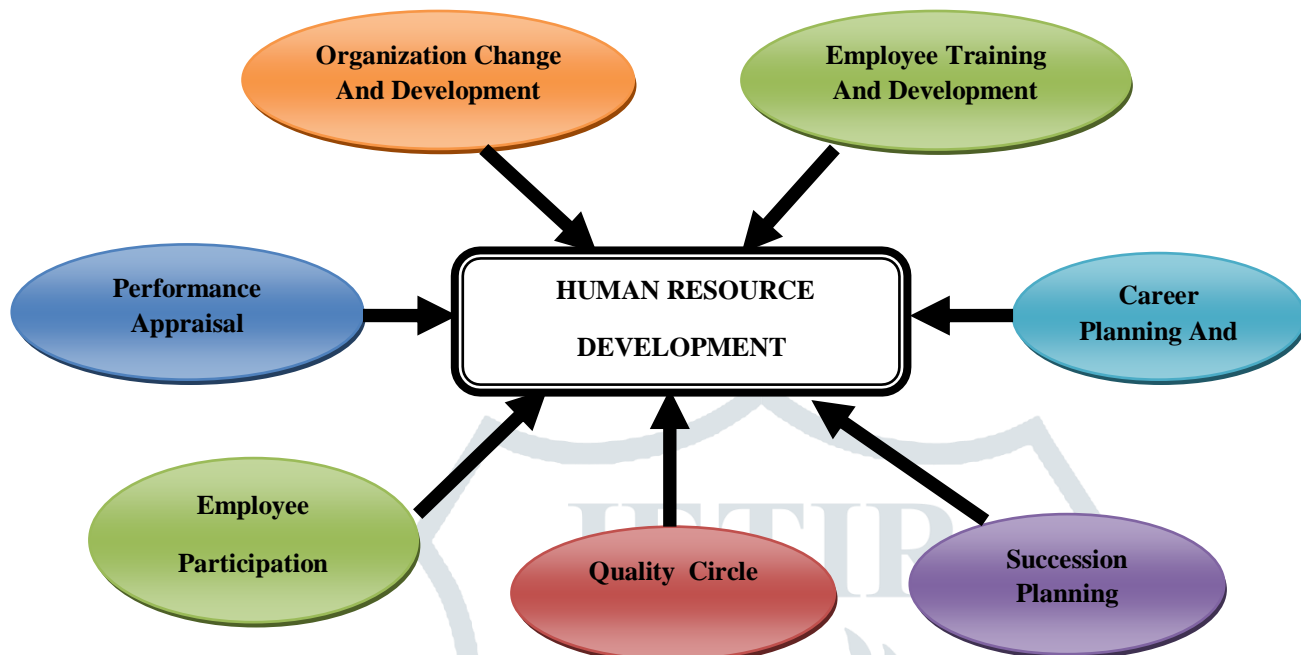 Organization Change
And Development
Employee Training
And Development
Performance
Appraisal
HUMAN RESOURCE
DEVELOPMENT
Career
Planning And
Employee
Participation
Quality Circle
Succession
Planning
JETIR